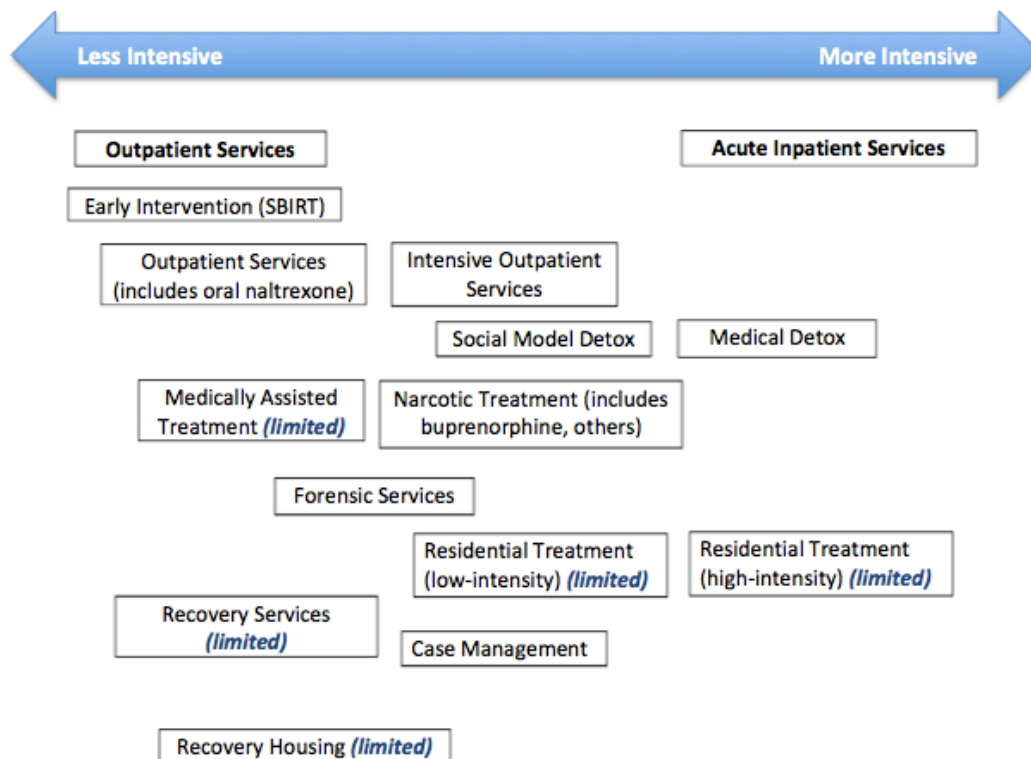 Less Intensive
More Intensive
Outpatient Services
Acute Inpatient Services
Early Intervention (SBIRT)
Outpatient Services
(includes oral naltrexone)
Intensive Outpatient
Services
Social Model Detox
Medical Detox
Medically Assisted
Treatment (limited)
Narcotic Treatment (includes
buprenorphine, others)
Forensic Services
Residential Treatment
(low-intensity) (limited)
Residential Treatment
(high-intensity) (limited)
Recovery Services
(limited)
Case Management
Recovery Housing (limited)